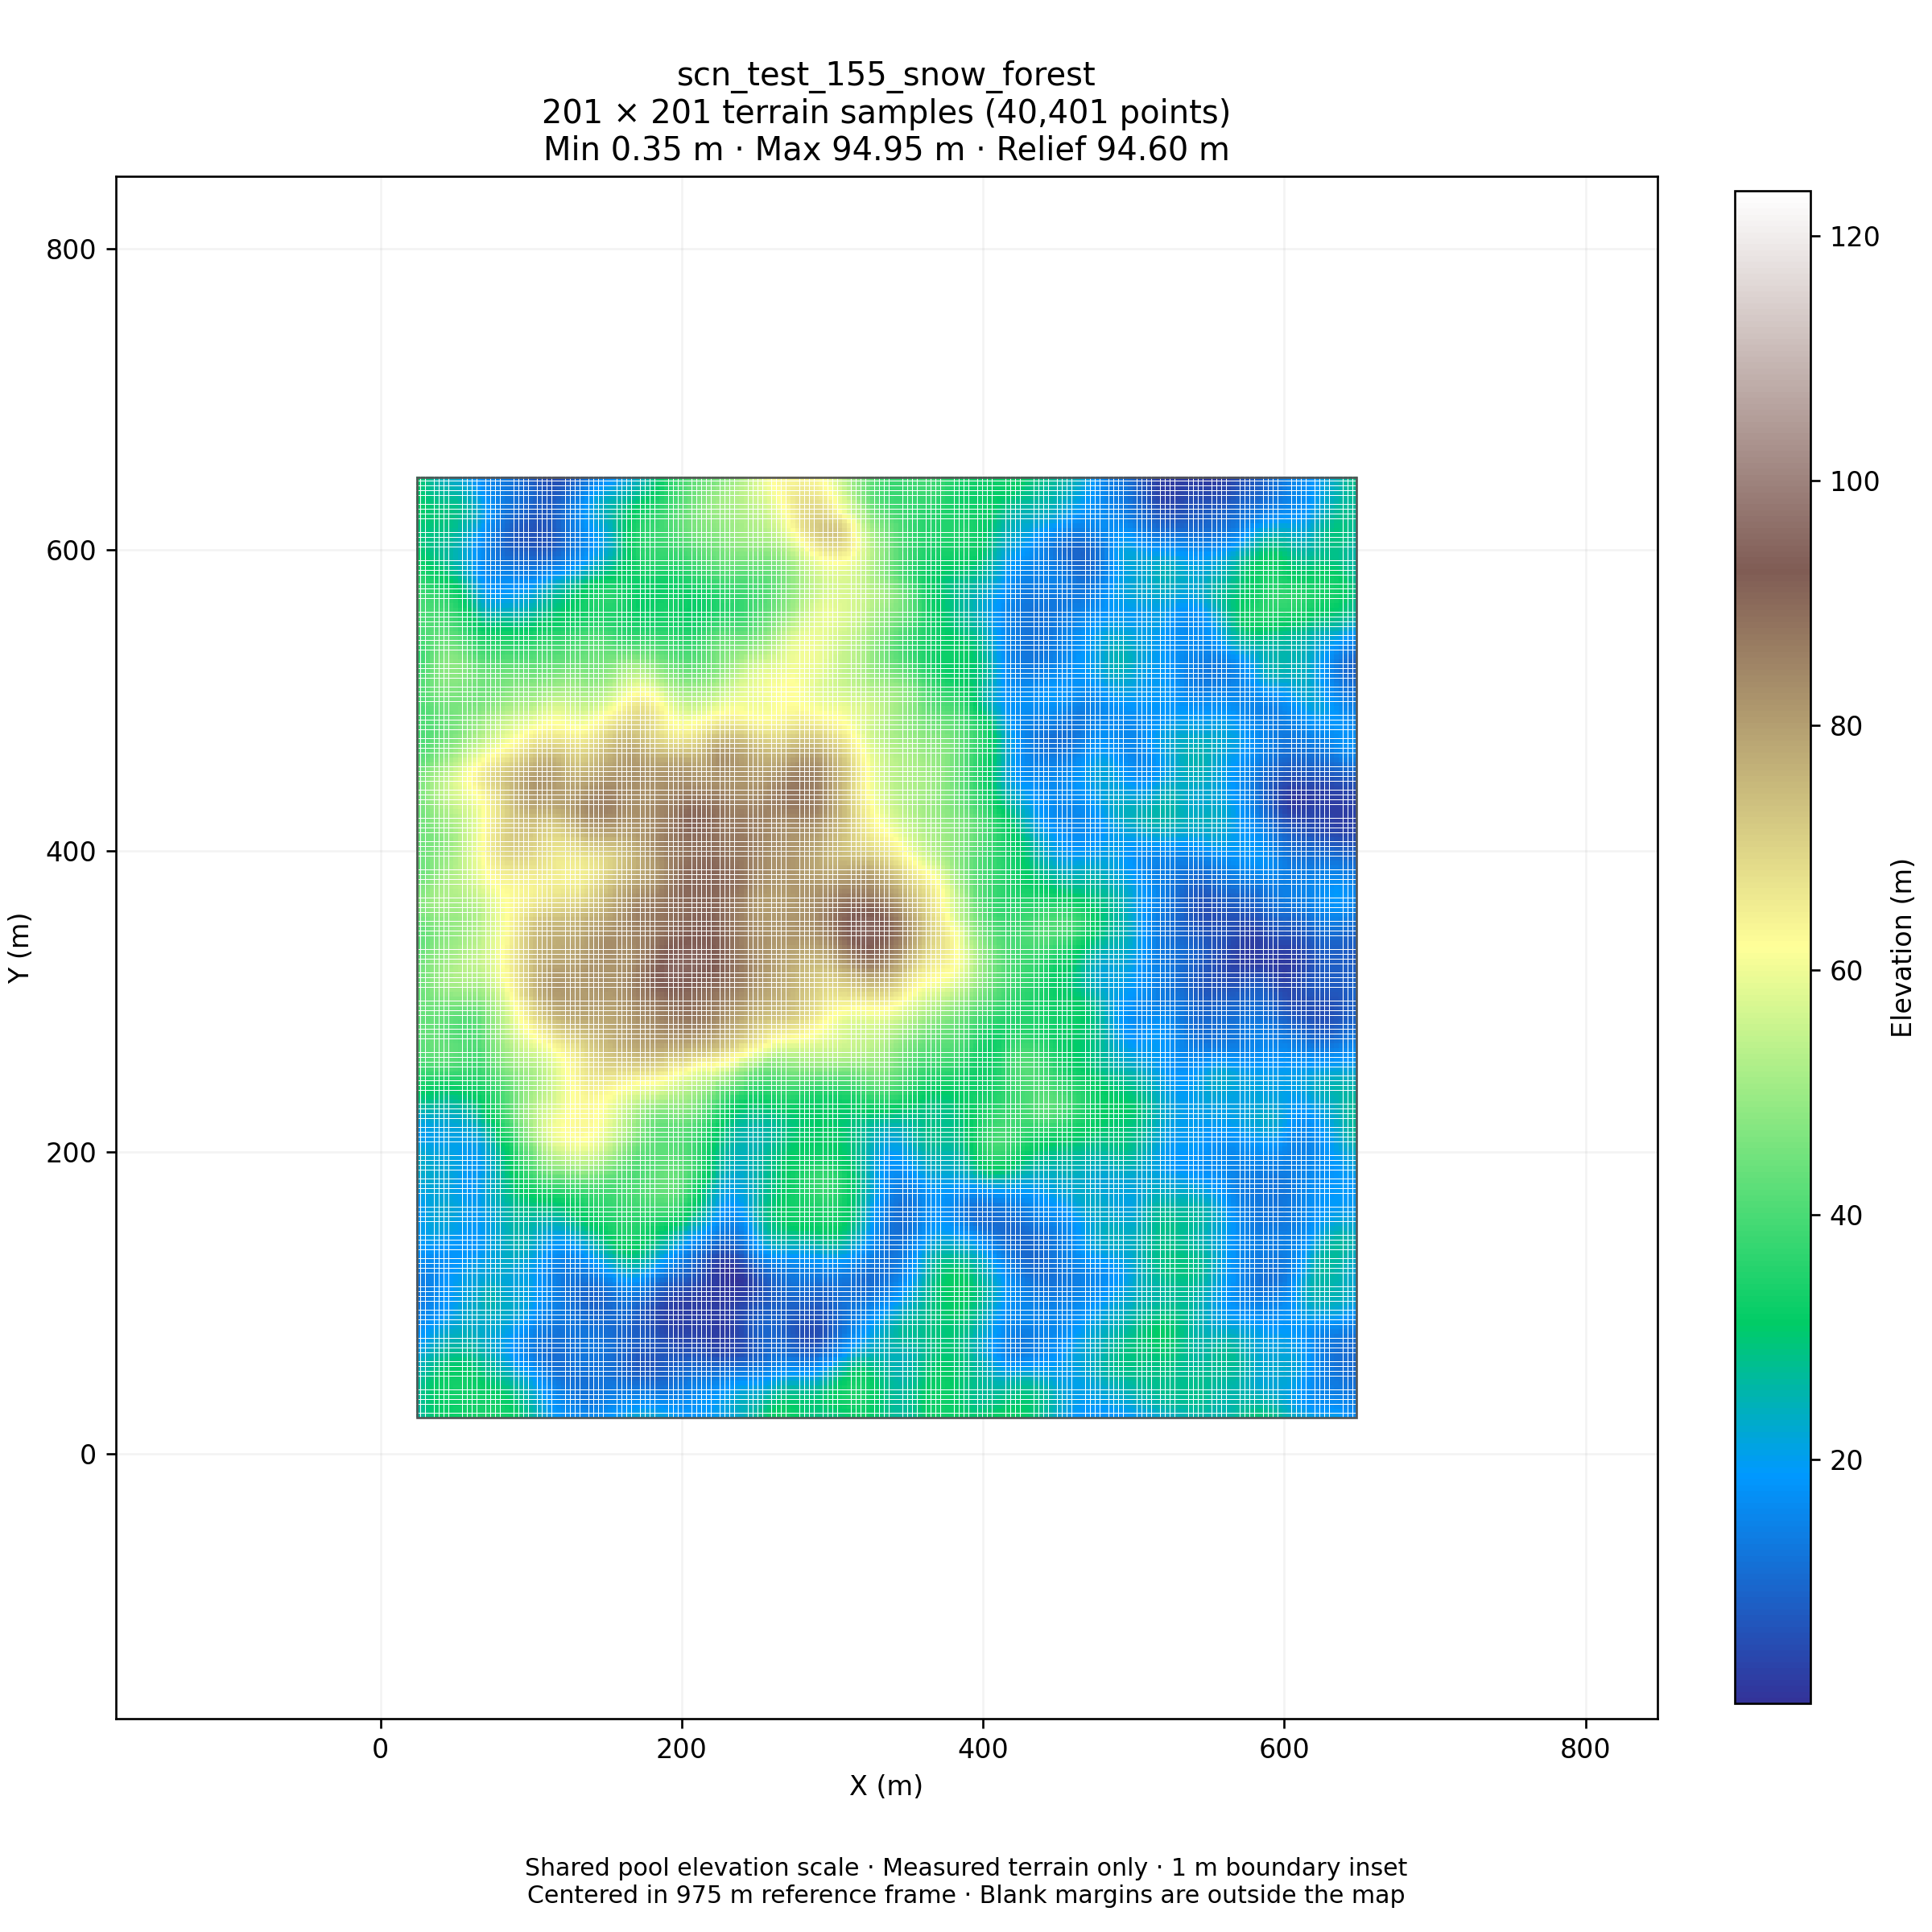 scn_test_155_snow_forest
201 × 201 terrain samples (40,401 points)
Min 0.35 m · Max 94.95 m · Relief 94.60 m
800
600
400
200
0
Y (m)
0
200
400
600
800
X (m)
120
100
80
60
40
20
Elevation (m)
Shared pool elevation scale · Measured terrain only · 1 m boundary inset
Centered in 975 m reference frame · Blank margins are outside the map